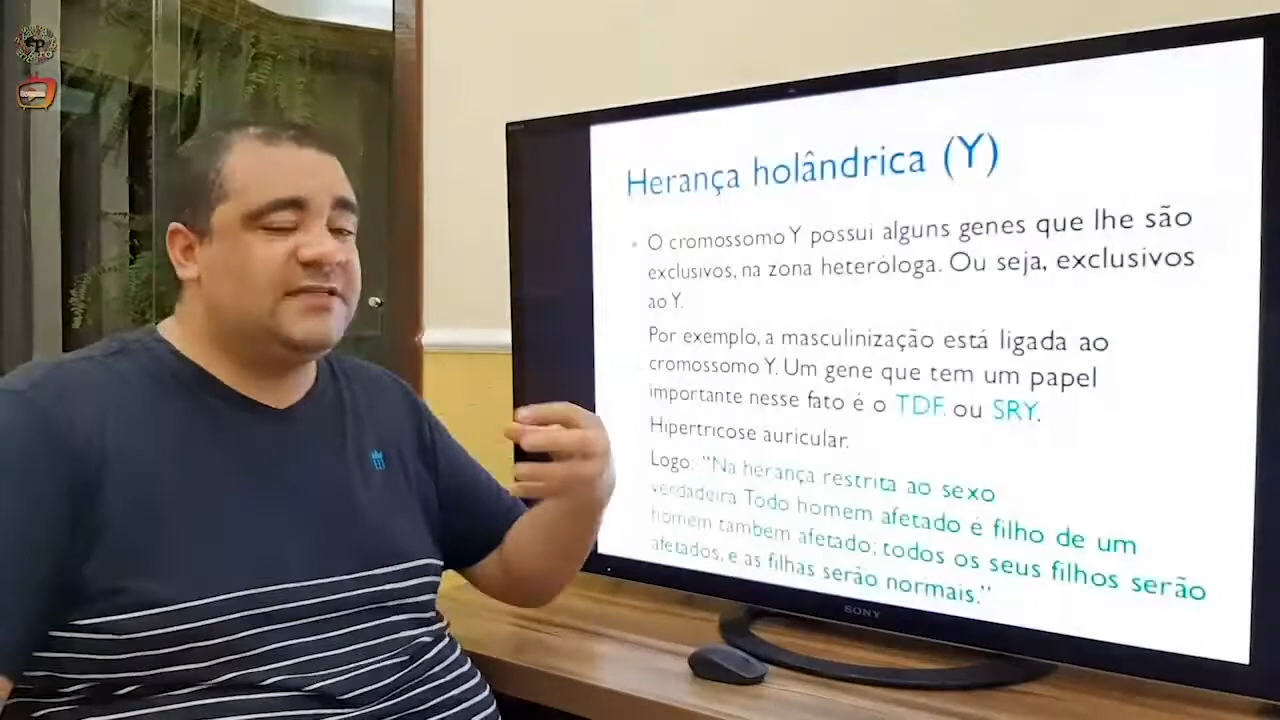 Herança holândrica (Y)
• O cromossomo Y possui alguns genes que lhe são
exclusivos, na zona heteróloga. Ou seja, exclusivos
ao Y.
Por exemplo, a masculinização está ligada ao
cromossomo Y. Um gene que tem um papel
importante nesse fato é o TDF. ou SRY.
Hipertricose auricular.
Logo: "Na herança restrita ao sexo
verdadeira Todo homem afetado é filho de um
homem tambem afetado; todos os seus filhos serão
afetados, e as filhas serão normais."
SONY